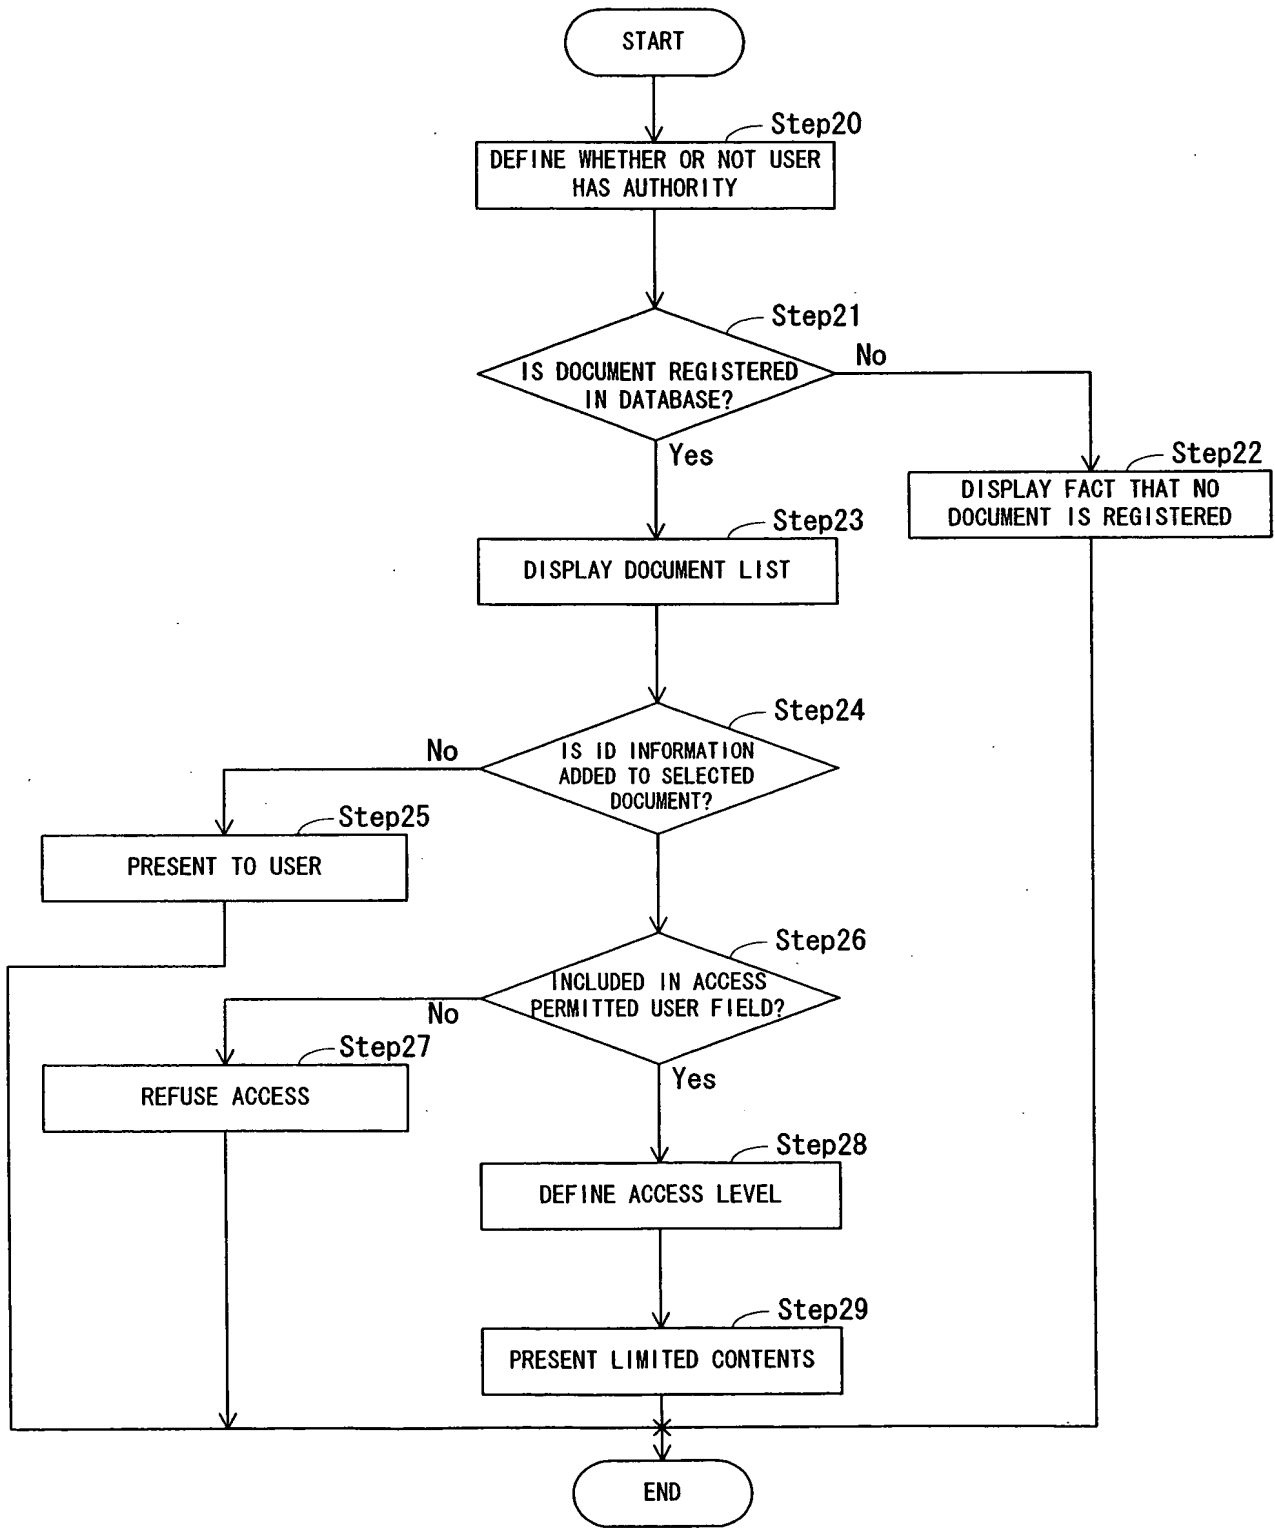 START
Step20
DEFINE WHETHER OR NOT USER
HAS AUTHORITY
Step21
IS DOCUMENT REGISTERED
IN DATABASE?
No
Yes
Step22
DISPLAY FACT THAT NO
DOCUMENT IS REGISTERED
Step23
DISPLAY DOCUMENT LIST
Step24
IS ID INFORMATION
ADDED TO SELECTED
DOCUMENT?
No
Step25
PRESENT TO USER
Step26
INCLUDED IN ACCESS
PERMITTED USER FIELD?
No
Step27
REFUSE ACCESS
Yes
Step28
DEFINE ACCESS LEVEL
Step29
PRESENT LIMITED CONTENTS
END